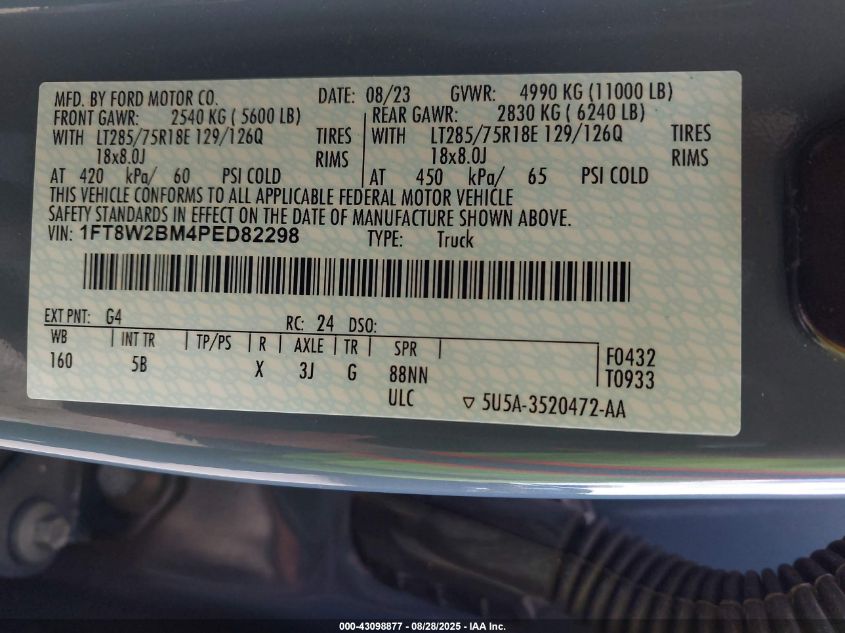 MFD. BY FORD MOTOR CO. DATE: 08/23 GVWR: 4990 KG (11000 LB)
FRONT GAWR: 2540 KG ( 5600 LB) REAR GAWR: 2830 KG ( 6240 LB)
WITH LT285/75R18E 129/126Q TIRES WITH LT285/75R18E 129/126Q TIRES
18x8.0J RIMS 18x8.0J RIMS
AT 420 kPa/ 60 PSI COLD AT 450 kPa/ 65 PSI COLD
THIS VEHICLE CONFORMS TO ALL APPLICABLE FEDERAL MOTOR VEHICLE
SAFETY STANDARDS IN EFFECT ON THE DATE OF MANUFACTURE SHOWN ABOVE.
VIN: 1FT8W2BM4PED82298 TYPE: Truck
EXT PNT: G4 RC: 24 DSO:
WB | INT TR | TP/PS | R | AXLE | TR | SPR | F0432
160 5B X 3J G 88NN T0933
ULC ▽ 5U5A-3520472-AA
000-43098877 - 08/28/2025 - IAA Inc.